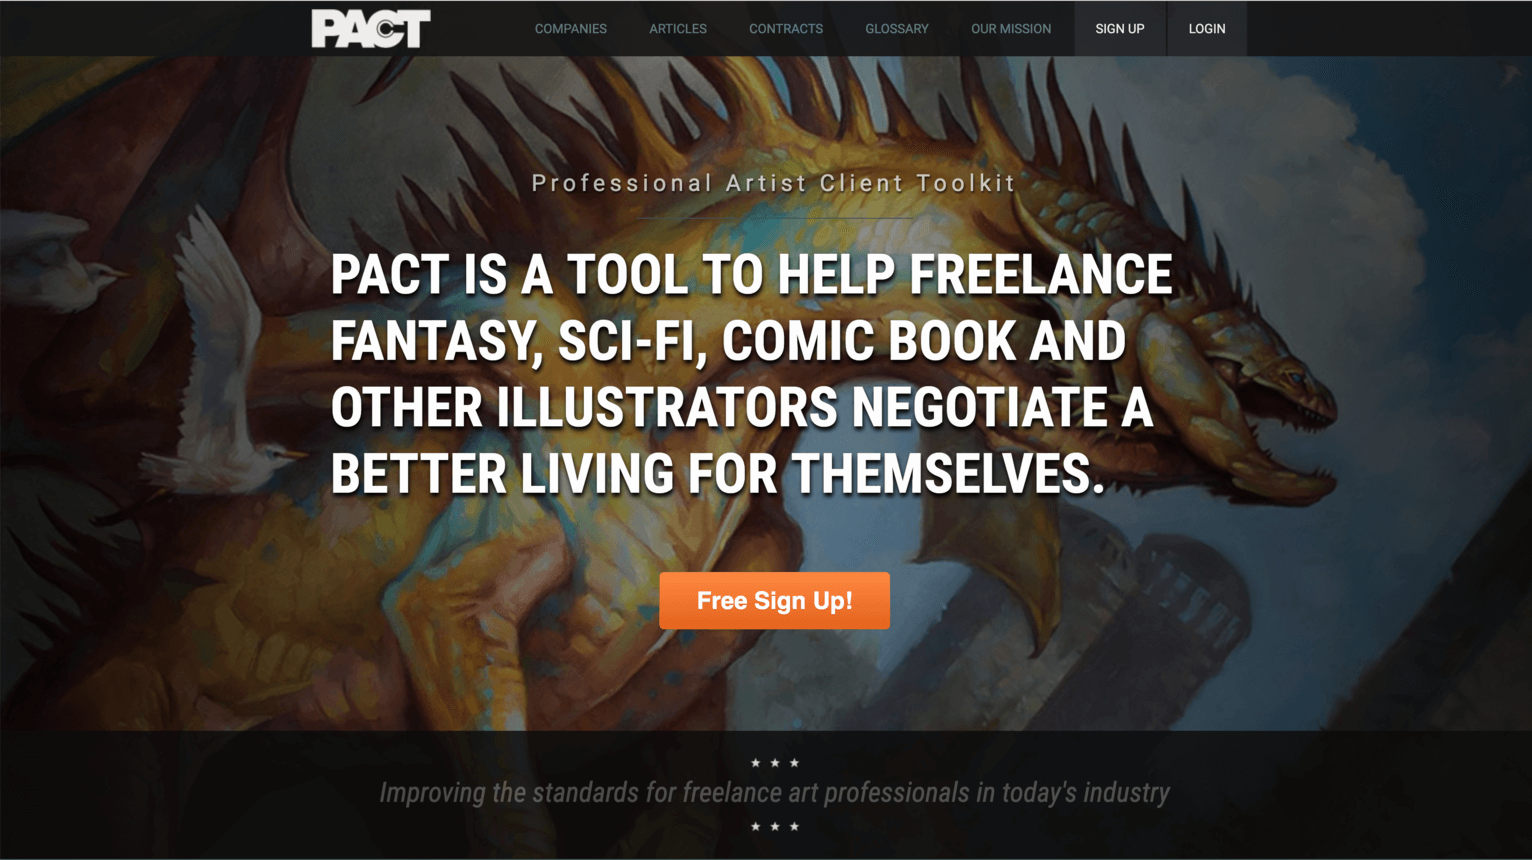 PACT
COMPANIES ARTICLES CONTRACTS GLOSSARY OUR MISSION SIGN UP LOGIN
Professional Artist Client Toolkit
PACT IS A TOOL TO HELP FREELANCE
FANTASY, SCI-FI, COMIC BOOK AND
OTHER ILLUSTRATORS NEGOTIATE A
BETTER LIVING FOR THEMSELVES.
Free Sign Up!
Improving the standards for freelance art professionals in today's industry